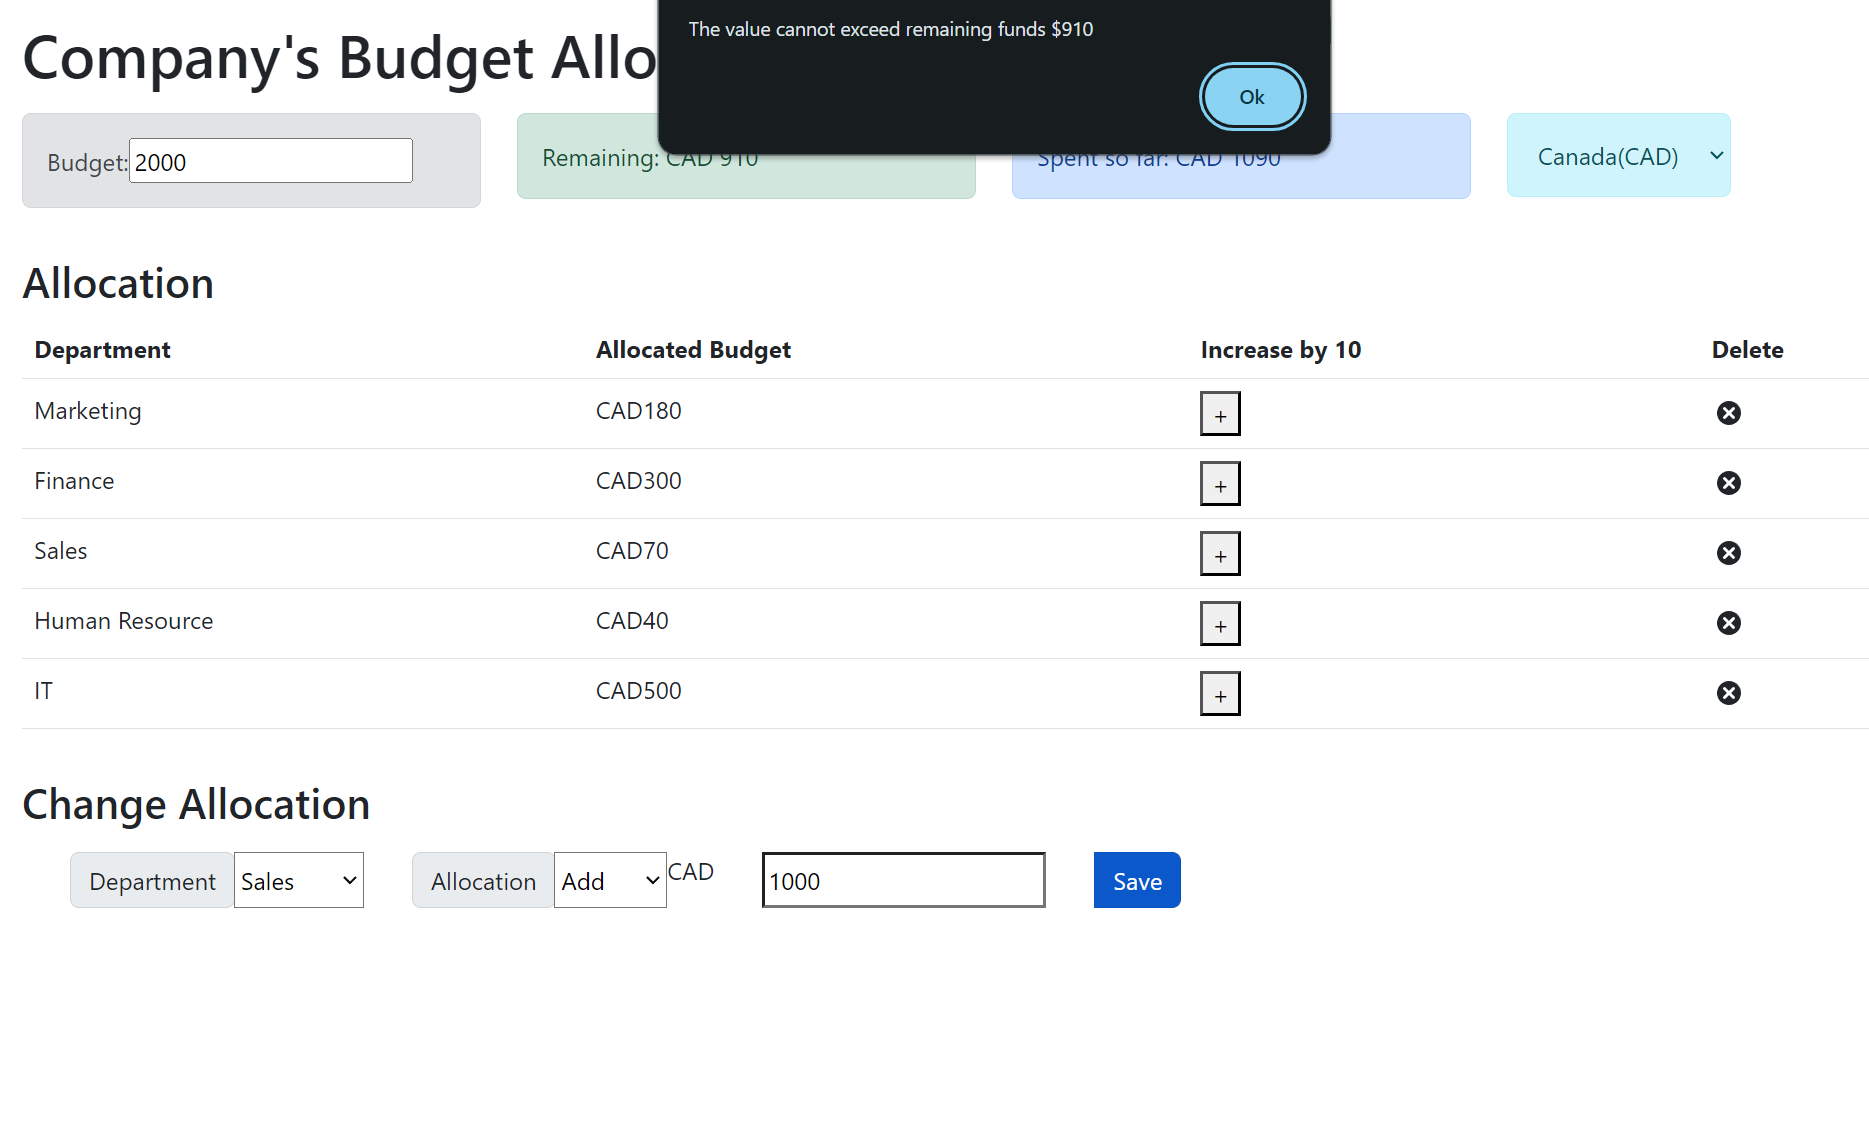 The value cannot exceed remaining funds $910
Ok
Company's Budget Allo
Budget: 2000
Remaining: CAD 910
Spent so far: CAD 1090
Canada(CAD)
Allocation
Department Allocated Budget Increase by 10 Delete
Marketing CAD180 +
Finance CAD300 +
Sales CAD70 +
Human Resource CAD40 +
IT CAD500 +
Change Allocation
Department Sales Allocation Add CAD 1000 Save